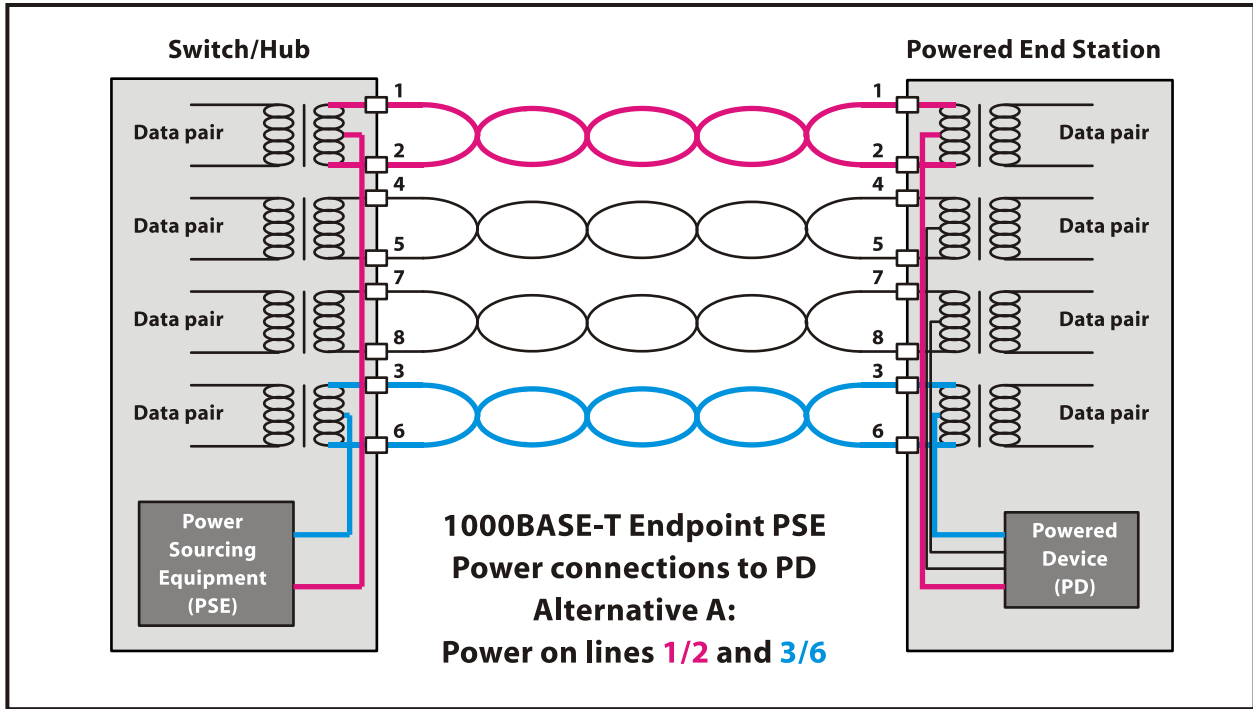 Switch/Hub
Powered End Station
1
1
Data pair
Data pair
2
2
4
4
Data pair
Data pair
5
5
7
7
Data pair
Data pair
8
8
3
3
Data pair
Data pair
6
6
Power
Sourcing
Equipment
(PSE)
1000BASE-T Endpoint PSE
Power connections to PD
Alternative A:
Power on lines 1/2 and 3/6
Powered
Device
(PD)